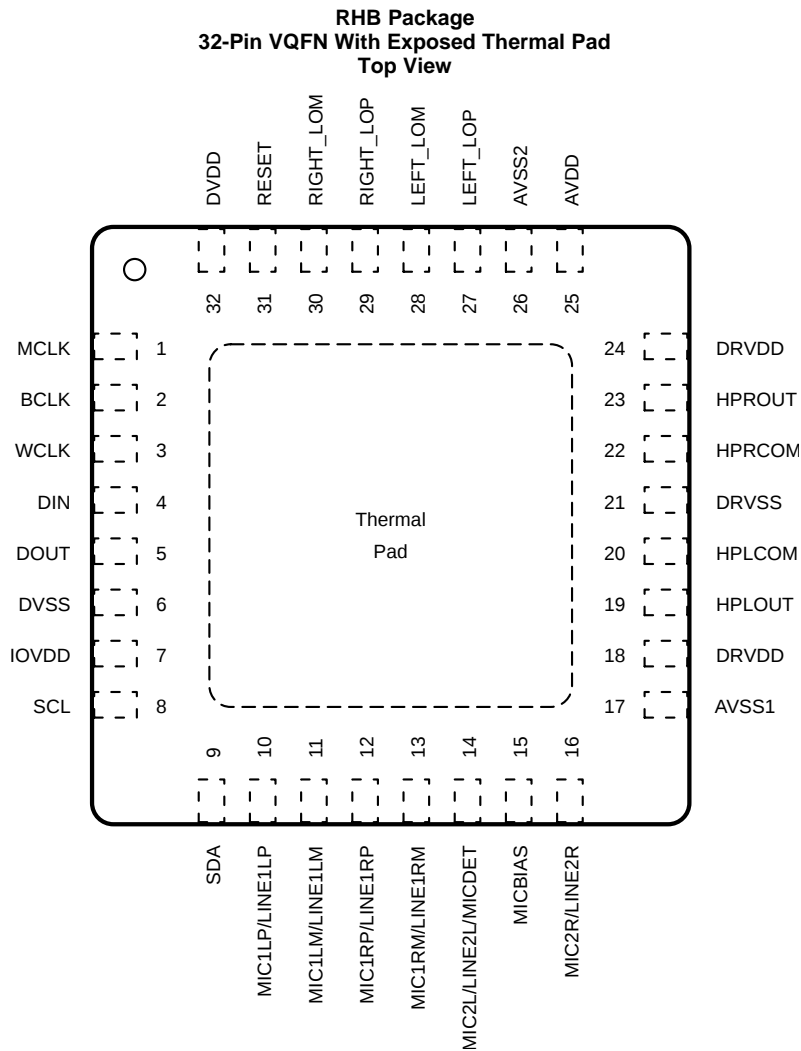 RHB Package
32-Pin VQFN With Exposed Thermal Pad
Top View
DVDD
RESET
RIGHT_LOM
RIGHT_LOP
LEFT_LOM
LEFT_LOP
AVSS2
AVDD
32
31
30
29
28
27
26
25
MCLK 1
BCLK 2
WCLK 3
DIN 4
DOUT 5
DVSS 6
IOVDD 7
SCL 8
Thermal
Pad
24 DRVDD
23 HPROUT
22 HPRCOM
21 DRVSS
20 HPLCOM
19 HPLOUT
18 DRVDD
17 AVSS1
9
10
11
12
13
14
15
16
SDA
MIC1LP/LINE1LP
MIC1LM/LINE1LM
MIC1RP/LINE1RP
MIC1RM/LINE1RM
MIC2L/LINE2L/MICDET
MICBIAS
MIC2R/LINE2R